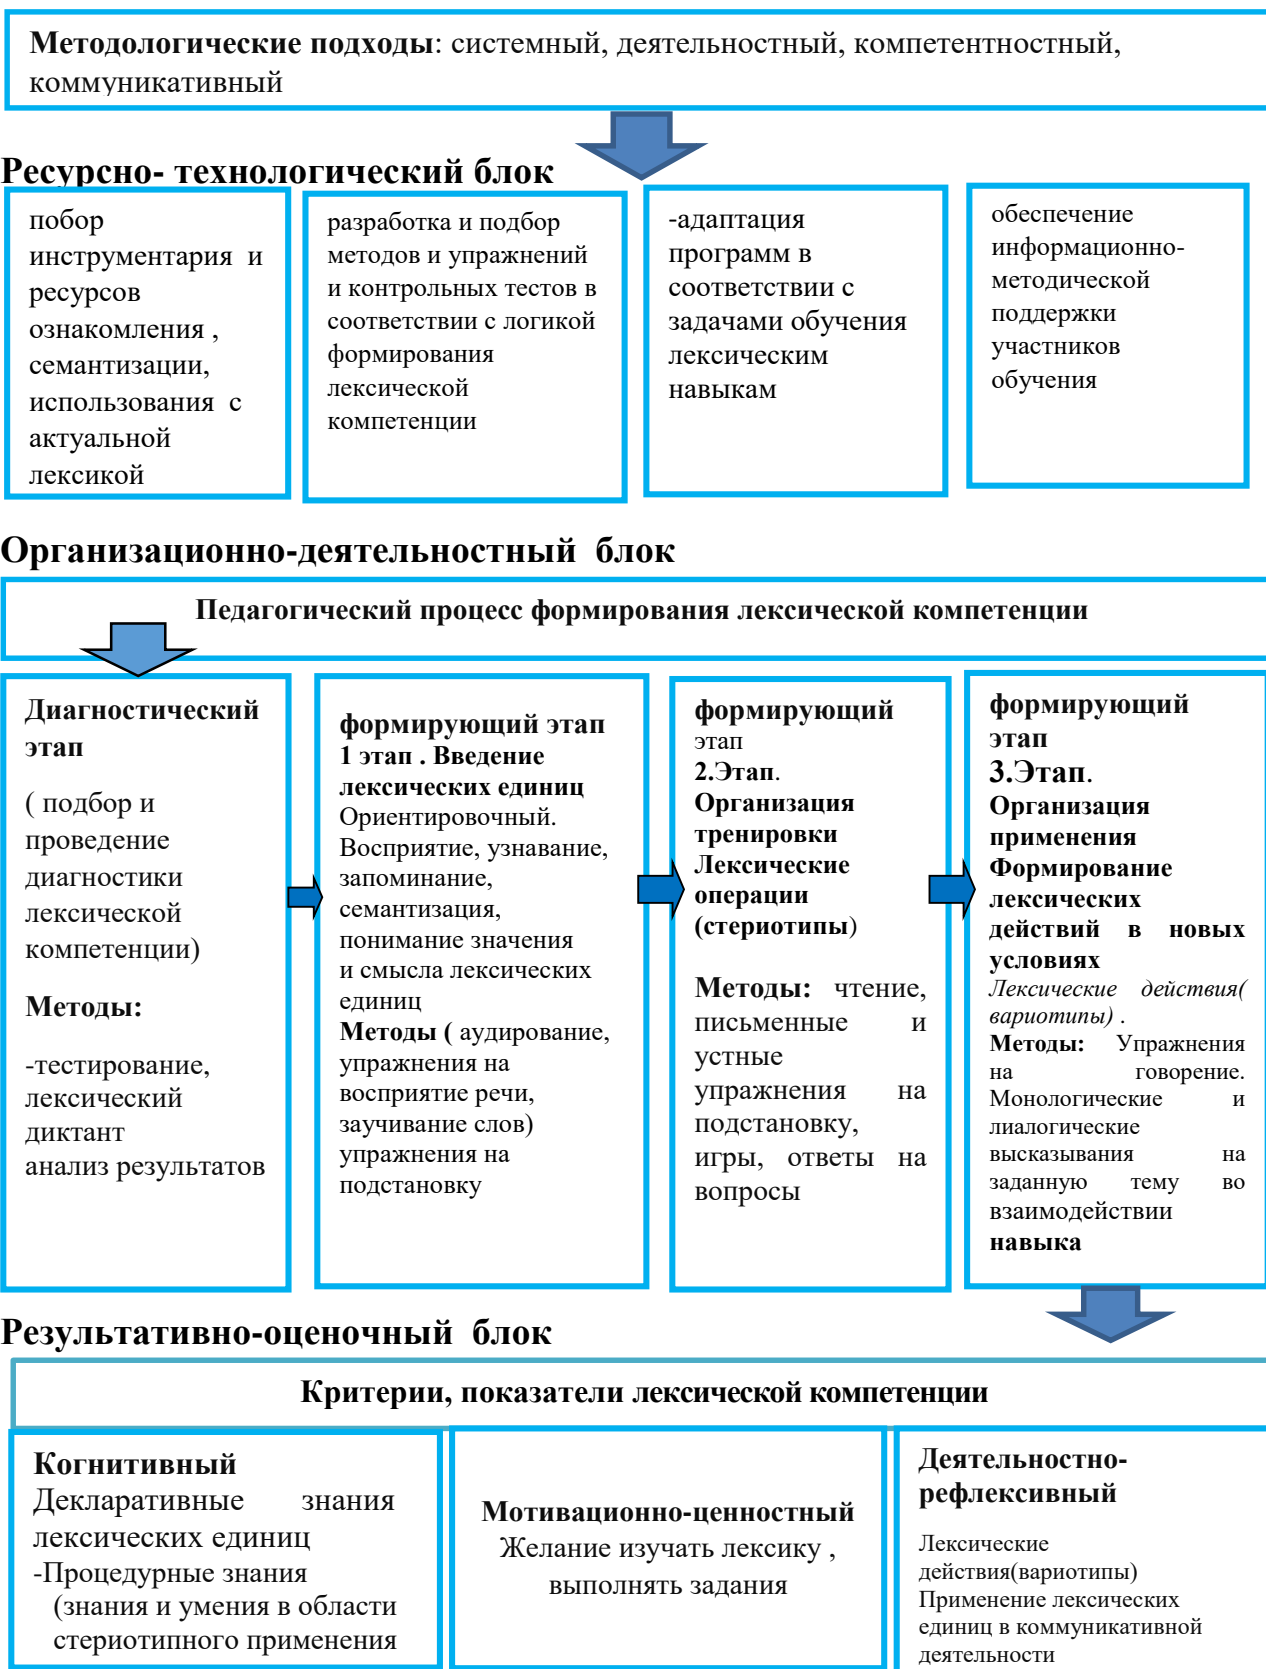 Методологические подходы: системный, деятельностный, компетентностный,
коммуникативный
Ресурсно- технологический блок
побор
инструментария и
ресурсов
ознакомления ,
семантизации,
использования с
актуальной
лексикой
разработка и подбор
методов и упражнений
и контрольных тестов в
соответствии с логикой
формирования
лексической
компетенции
-адаптация
программ в
соответствии с
задачами обучения
лексическим
навыкам
обеспечение
информационно-
методической
поддержки
участников
обучения
Организационно-деятельностный блок
Педагогический процесс формирования лексической компетенции
Диагностический
этап
( подбор и
проведение
диагностики
лексической
компетенции)
Методы:
-тестирование,
лексический
диктант
анализ результатов
формирующий этап
1 этап . Введение
лексических единиц
Ориентировочный.
Восприятие, узнавание,
запоминание,
семантизация,
понимание значения
и смысла лексических
единиц
Методы ( аудирование,
упражнения на
восприятие речи,
заучивание слов)
упражнения на
подстановку
формирующий
этап
2.Этап.
Организация
тренировки
Лексические
операции
(стериотипы)
Методы: чтение,
письменные и
устные
упражнения на
подстановку,
игры, ответы на
вопросы
формирующий
этап
3.Этап.
Организация
применения
Формирование
лексических
действий в новых
условиях
Лексические действия(
вариотипы) .
Методы: Упражнения
на говорение.
Монологические и
лиалогические
высказывания на
заданную тему во
взаимодействии
навыка
Результативно-оценочный блок
Критерии, показатели лексической компетенции
Когнитивный
Декларативные знания
лексических единиц
-Процедурные знания
(знания и умения в области
стериотипного применения
Мотивационно-ценностный
Желание изучать лексику ,
выполнять задания
Деятельностно-
рефлексивный
Лексические
действия(вариотипы)
Применение лексических
единиц в коммуникативной
деятельности